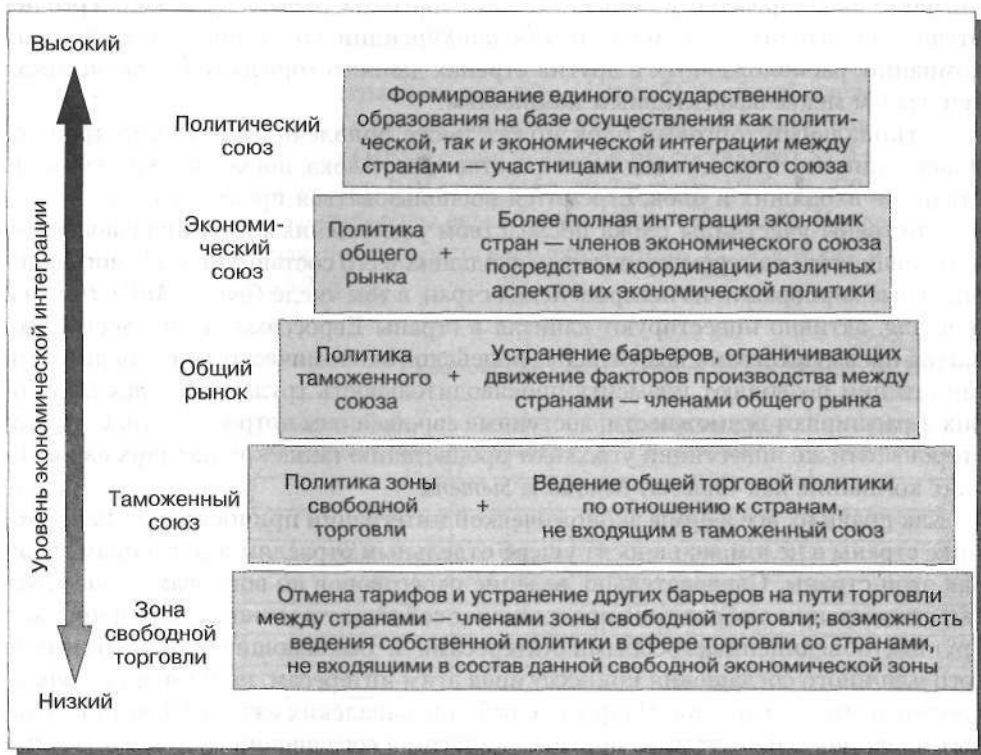 Высокий
Политический
союз
Формирование единого государственного
образования на базе осуществления как полити-
ческой, так и экономической интеграции между
странами — участницами политического союза
Экономи-
ческий
союз
Политика
общего
рынка
+
Более полная интеграция экономик
стран — членов экономического союза
посредством координации различных
аспектов их экономической политики
Общий
рынок
Политика
таможенного
союза
+
Устранение барьеров, ограничивающих
движение факторов производства между
странами — членами общего рынка
Таможенный
союз
Политика зоны
свободной
торговли
+
Ведение общей торговой политики
по отношению к странам,
не входящим в таможенный союз
Зона
свободной
торговли
Отмена тарифов и устранение других барьеров на пути торговли
между странами — членами зоны свободной торговли; возможность
ведения собственной политики в сфере торговли со странами,
не входящими в состав данной свободной экономической зоны
Низкий
Уровень экономической интеграции